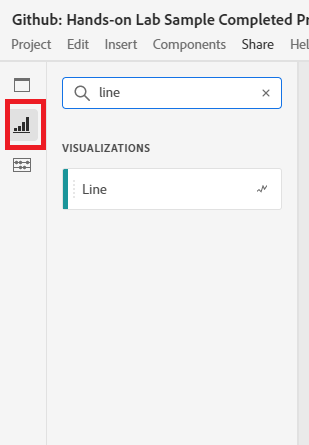 Github: Hands-on Lab Sample Completed Pr
Project Edit Insert Components Share Hel
line
VISUALIZATIONS
Line